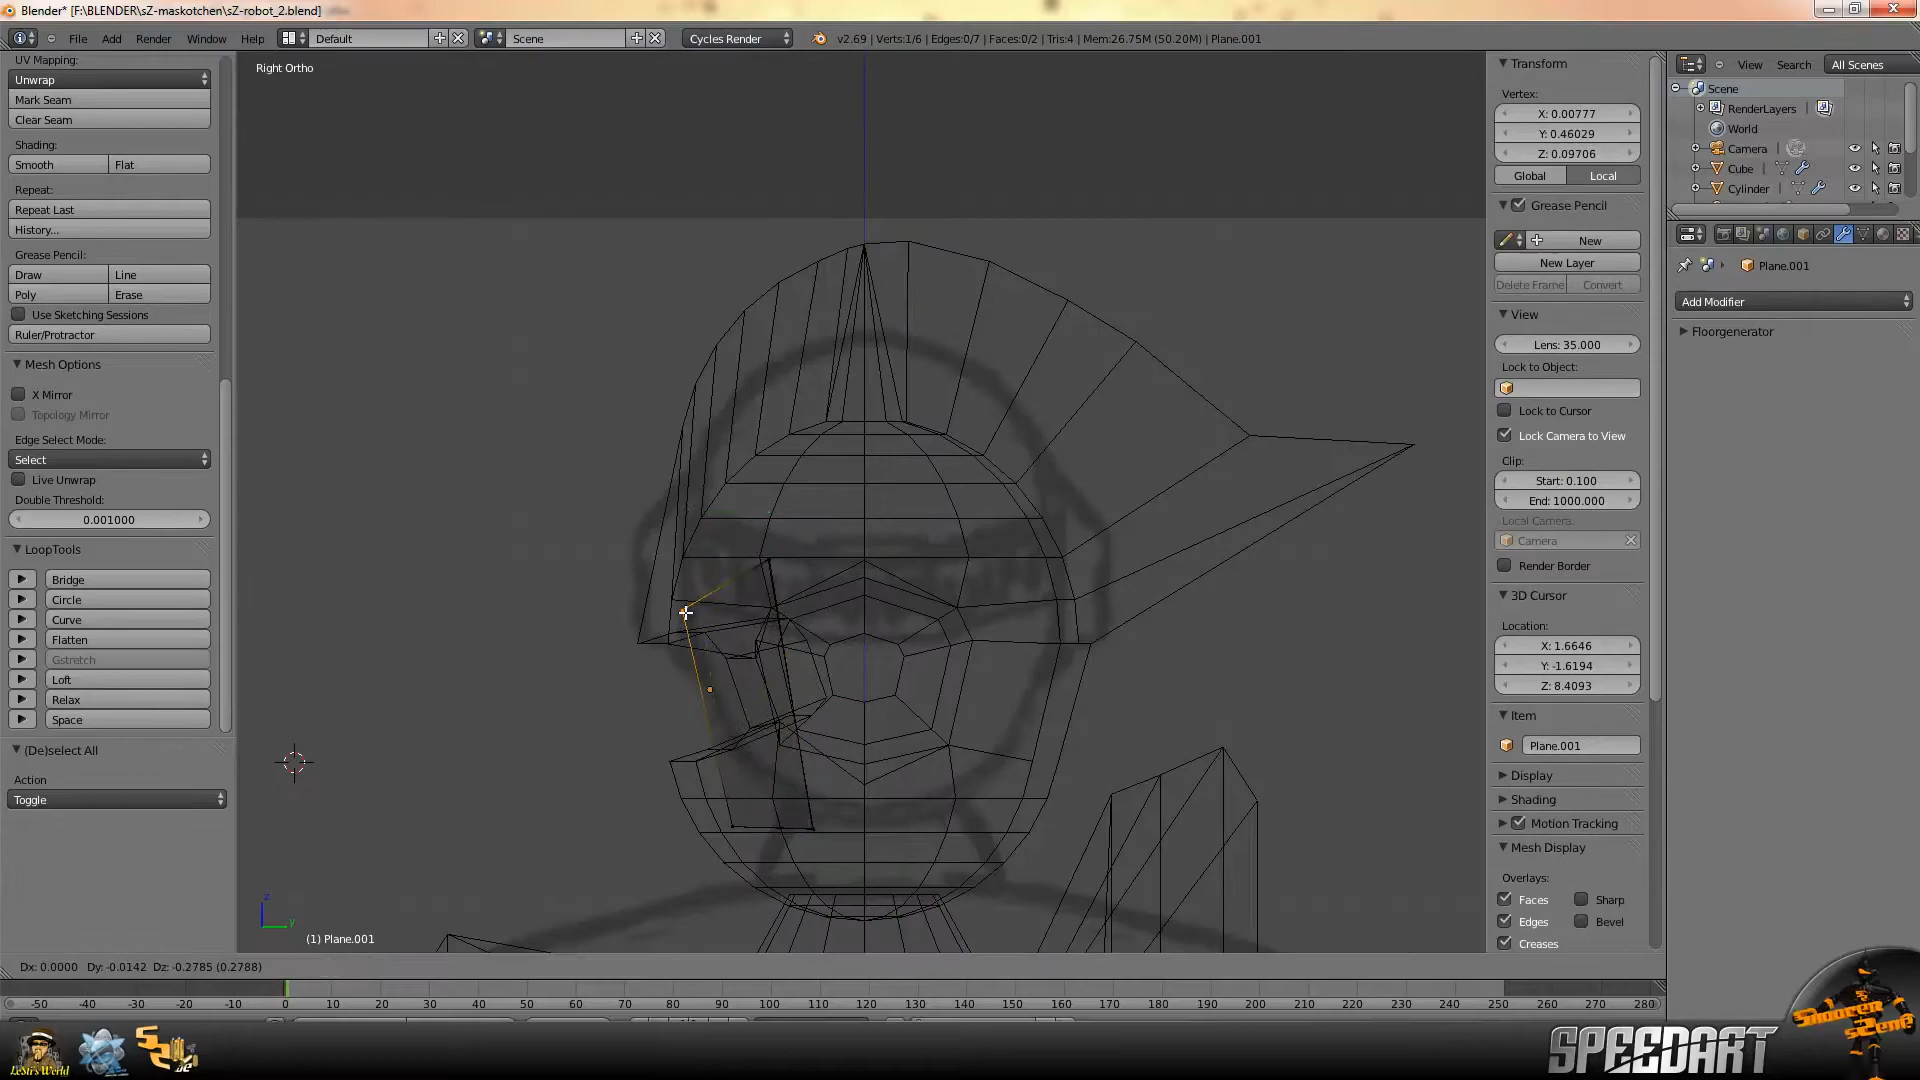 Blender* [F:\BLENDER\sZ-maskotchen\sZ-robot_2.blend]
File Add Render Window Help Default Scene Cycles Render v2.69 | Verts:1/6 | Edges:0/7 | Faces:0/2 | Tris:4 | Mem:26.75M (50.20M) | Plane.001
UV Mapping:
Unwrap
Mark Seam
Clear Seam
Shading:
Smooth Flat
Repeat:
Repeat Last
History...
Grease Pencil:
Draw Line
Poly Erase
Use Sketching Sessions
Ruler/Protractor
Mesh Options
X Mirror
Topology Mirror
Edge Select Mode:
Select
Live Unwrap
Double Threshold:
0.001000
LoopTools
Bridge
Circle
Curve
Flatten
Gstretch
Loft
Relax
Space
(De)select All
Action
Toggle
Right Ortho
z
y
(1) Plane.001
Dx: 0.0000 Dy: -0.0142 Dz: -0.2785 (0.2788)
-50 -40 -30 -20 -10 0 10 20 30 40 50 60 70 80 90 100 110 120 130 140 150 160 170 180 190 200 210 220 230 240 250 260 270 280
Transform
Vertex:
X: 0.00777
Y: 0.46029
Z: 0.09706
Global Local
Grease Pencil
New
New Layer
Delete Frame Convert
View
Lens: 35.000
Lock to Object:
Lock to Cursor
Lock Camera to View
Clip:
Start: 0.100
End: 1000.000
Local Camera:
Camera
Render Border
3D Cursor
Location:
X: 1.6646
Y: -1.6194
Z: 8.4093
Item
Plane.001
Display
Shading
Motion Tracking
Mesh Display
Overlays:
Faces Sharp
Edges Bevel
Creases
View Search All Scenes
Scene
RenderLayers
World
Camera
Cube
Cylinder
Plane.001
Add Modifier
Floorgenerator
LeSti's World
SPEEDART